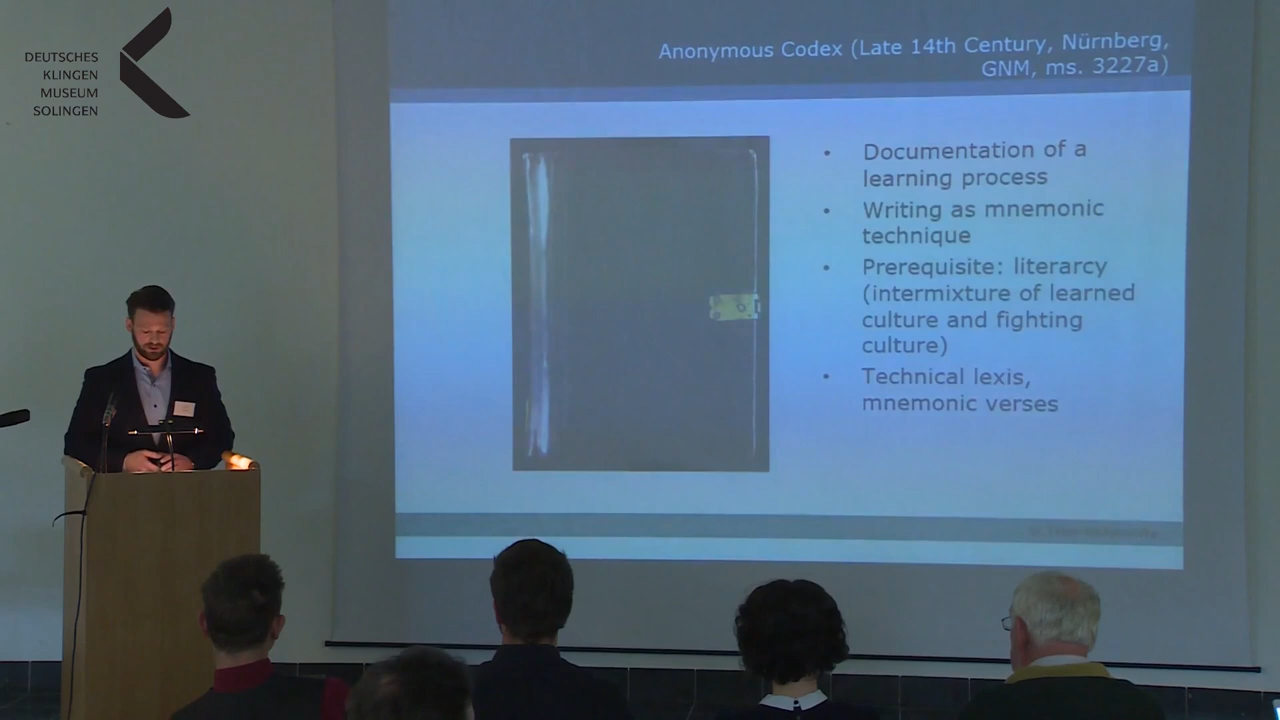 DEUTSCHES
KLINGEN
MUSEUM
SOLINGEN
Anonymous Codex (Late 14th Century, Nürnberg,
GNM, ms. 3227a)
• Documentation of a
learning process
• Writing as mnemonic
technique
• Prerequisite: literarcy
(intermixture of learned
culture and fighting
culture)
• Technical lexis,
mnemonic verses